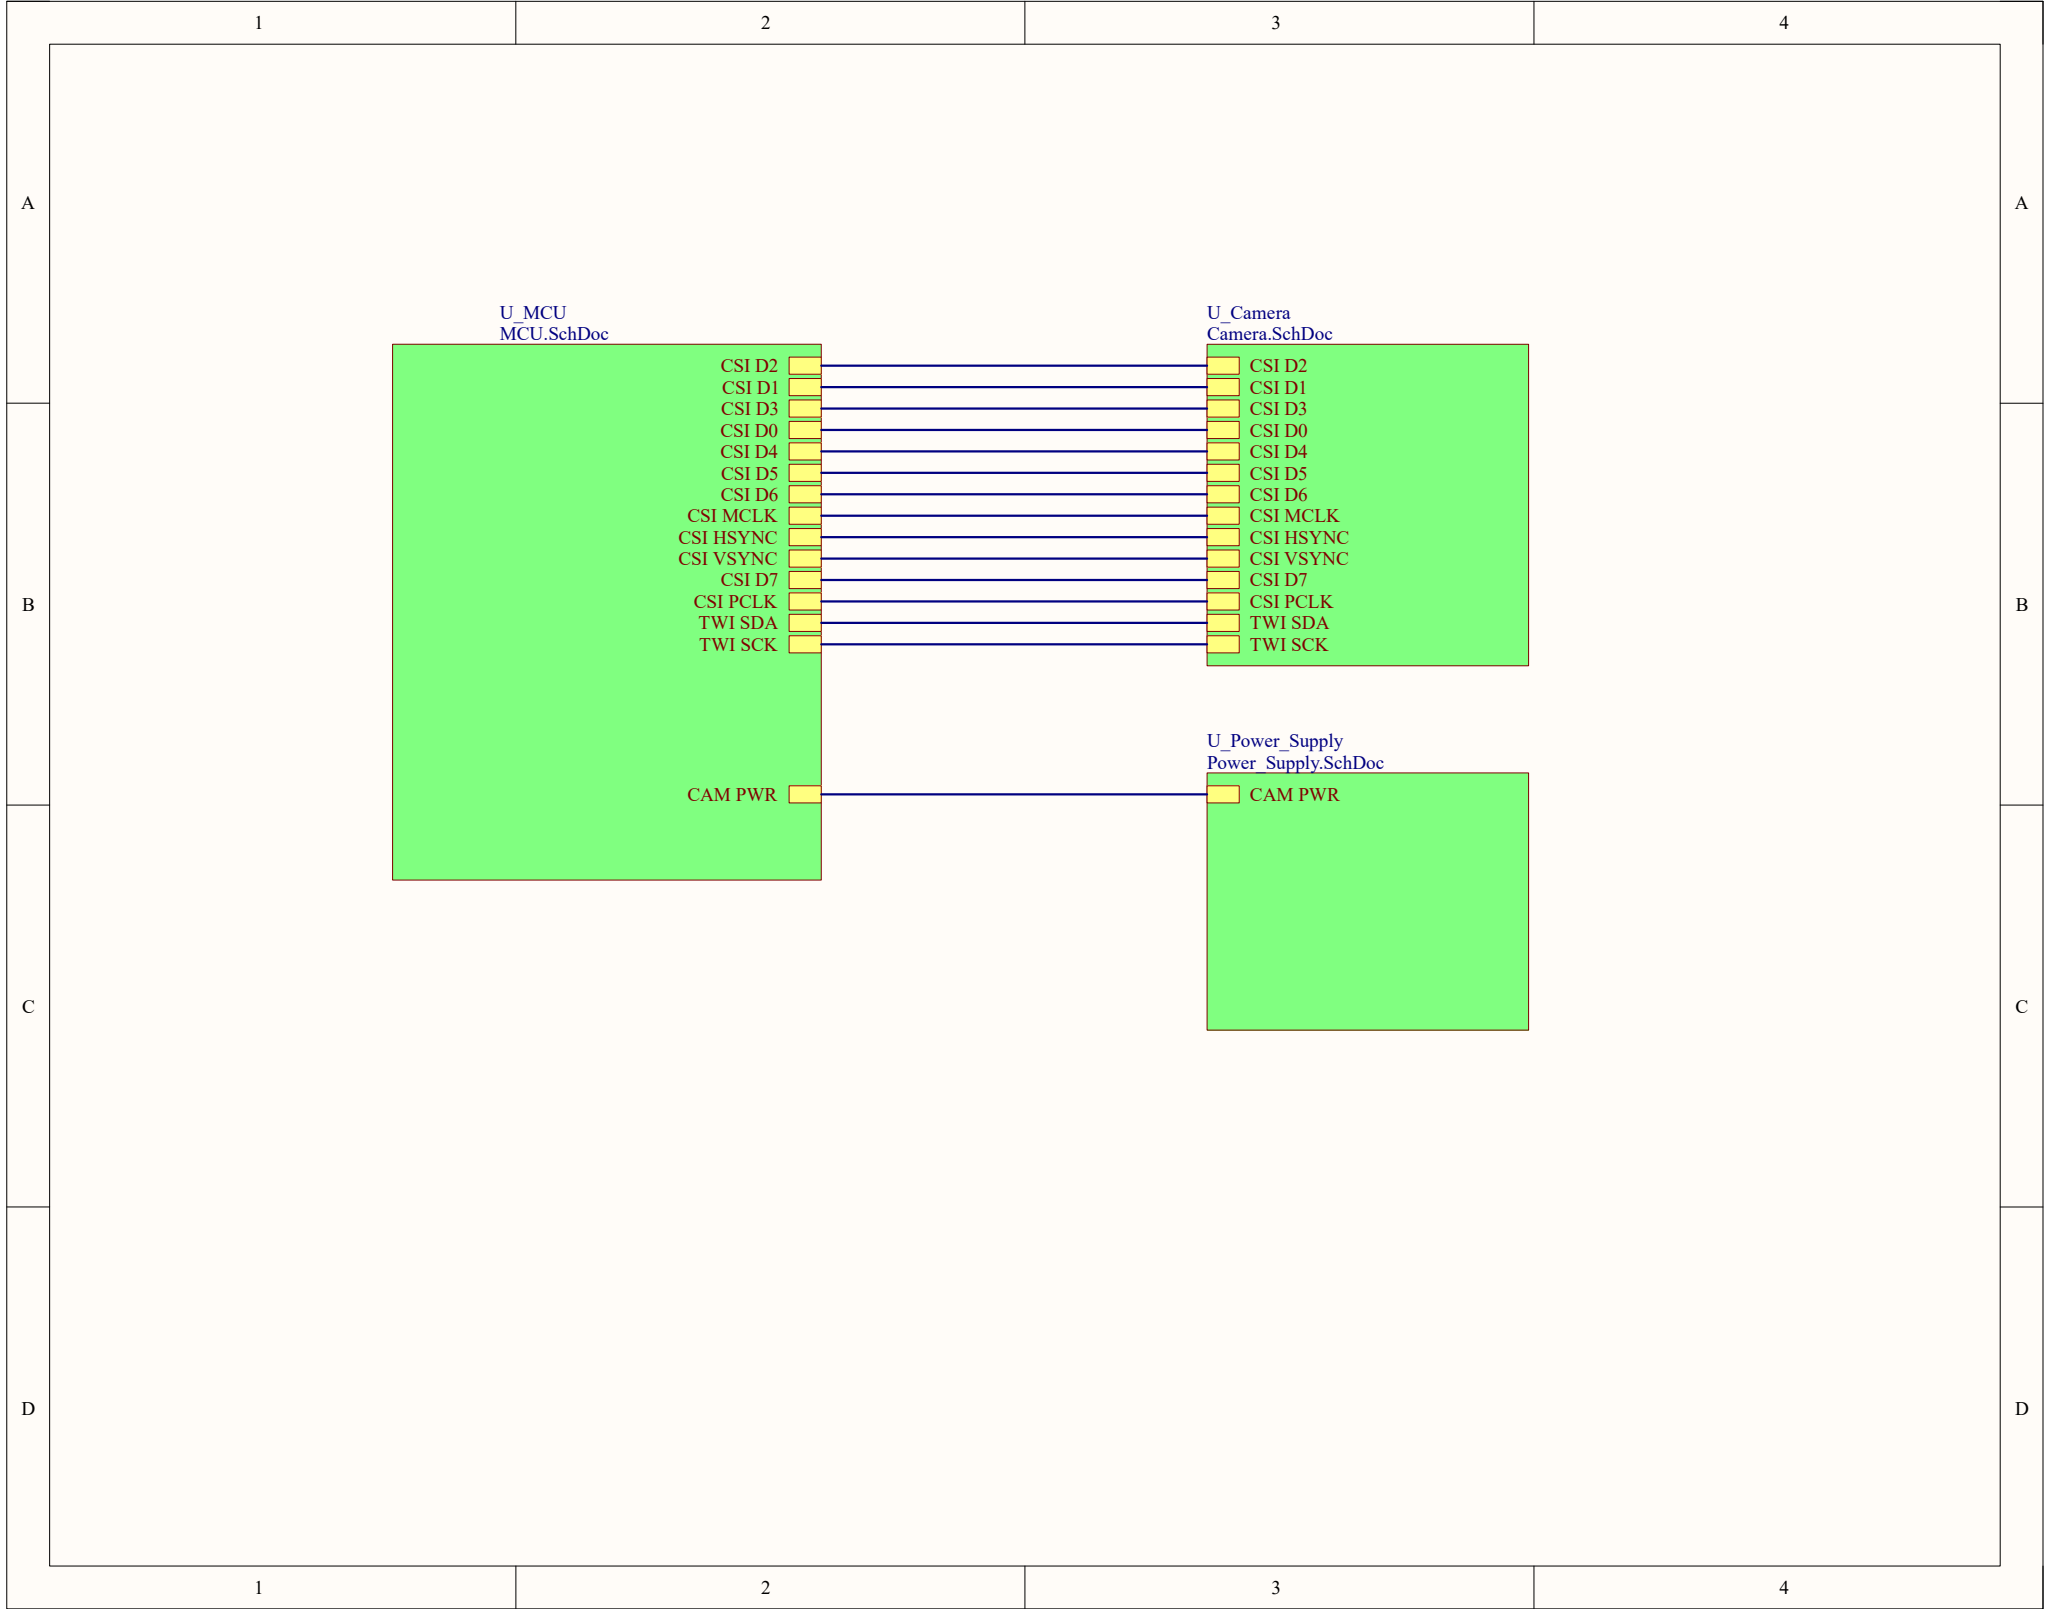 1 2 3 4
A A
U_MCU
MCU.SchDoc
CSI D2
CSI D1
CSI D3
CSI D0
CSI D4
CSI D5
CSI D6
CSI MCLK
CSI HSYNC
CSI VSYNC
CSI D7
CSI PCLK
TWI SDA
TWI SCK
CAM PWR
U_Camera
Camera.SchDoc
CSI D2
CSI D1
CSI D3
CSI D0
CSI D4
CSI D5
CSI D6
CSI MCLK
CSI HSYNC
CSI VSYNC
CSI D7
CSI PCLK
TWI SDA
TWI SCK
U_Power_Supply
Power_Supply.SchDoc
CAM PWR
B B
C C
D D
1 2 3 4